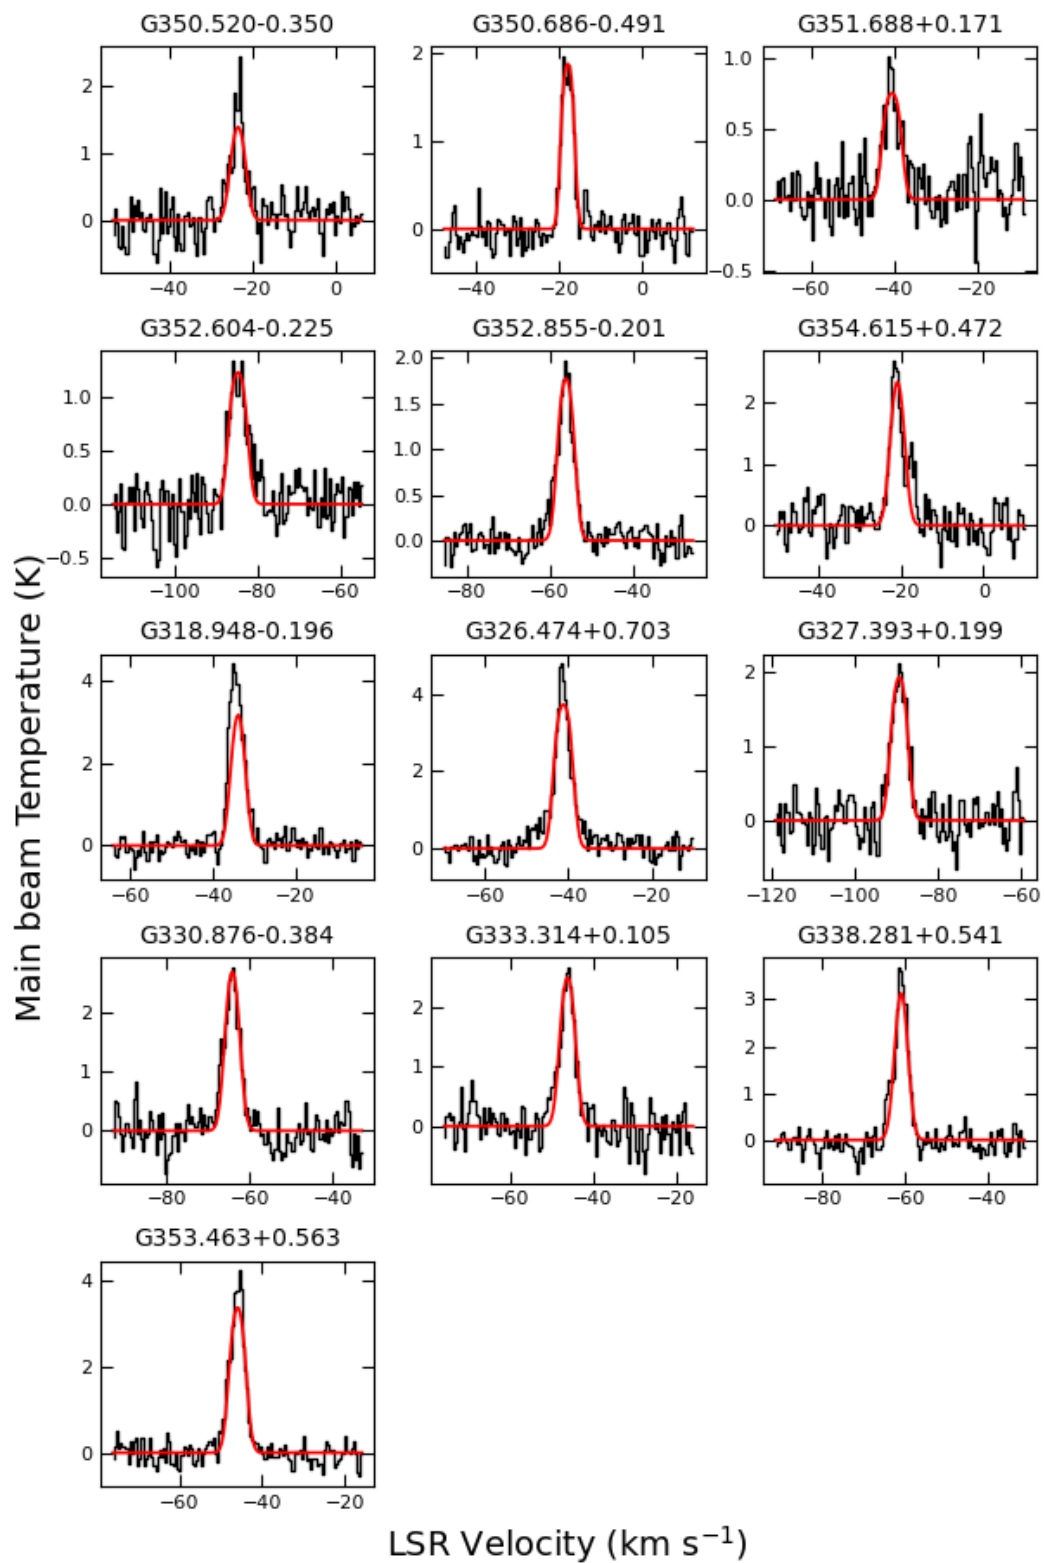 G350.520-0.350 G350.686-0.491 G351.688+0.171
2 1 0
−40 −20 0
2 1 0
−40 −20 0
1.0 0.5 0.0 −0.5
−60 −40 −20
G352.604-0.225 G352.855-0.201 G354.615+0.472
1.0 0.5 0.0 −0.5
−100 −80 −60
2.0 1.5 1.0 0.5 0.0
−80 −60 −40
2 1 0
−40 −20 0
G318.948-0.196 G326.474+0.703 G327.393+0.199
4 2 0
−60 −40 −20
4 2 0
−60 −40 −20
2 1 0
−120 −100 −80 −60
G330.876-0.384 G333.314+0.105 G338.281+0.541
2 1 0
−80 −60 −40
2 1 0
−60 −40 −20
3 2 1 0
−80 −60 −40
G353.463+0.563
4 2 0
−60 −40 −20
Main beam Temperature (K)
LSR Velocity (km s⁻¹)